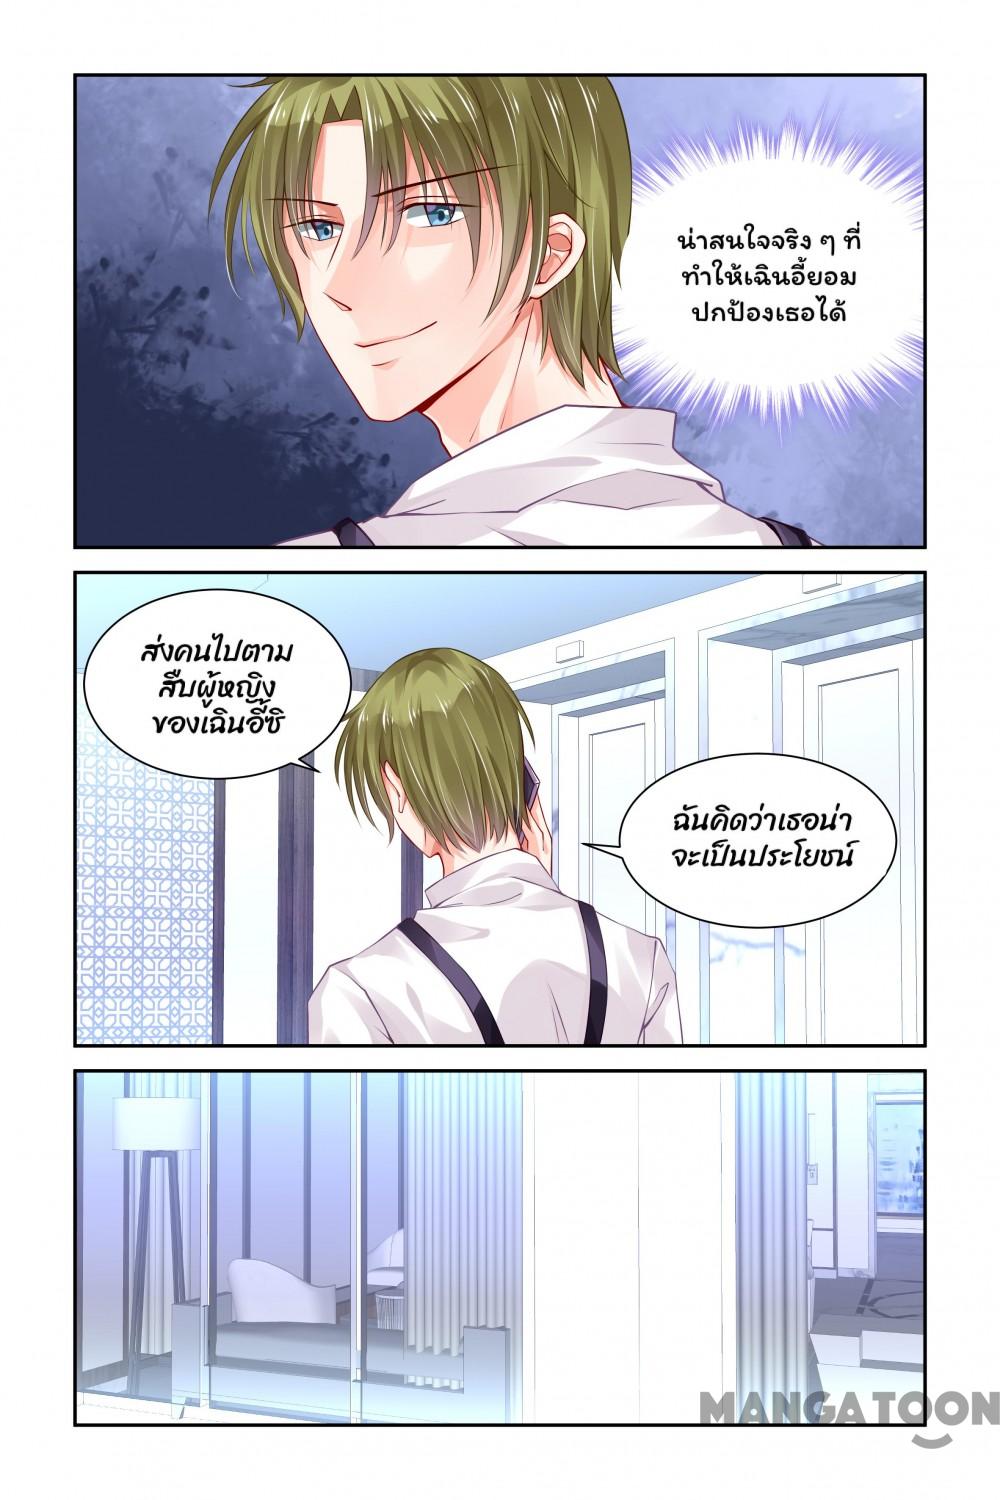 น่าสนใจจริง ๆ ที่
ทำให้เฉินอี้ยอม
ปกป้องเธอได้
ส่งคนไปตาม
สืบผู้หญิง
ของเฉินอี้ซิ
ฉันคิดว่าเธอน่า
จะเป็นประโยชน์
MANGATOON